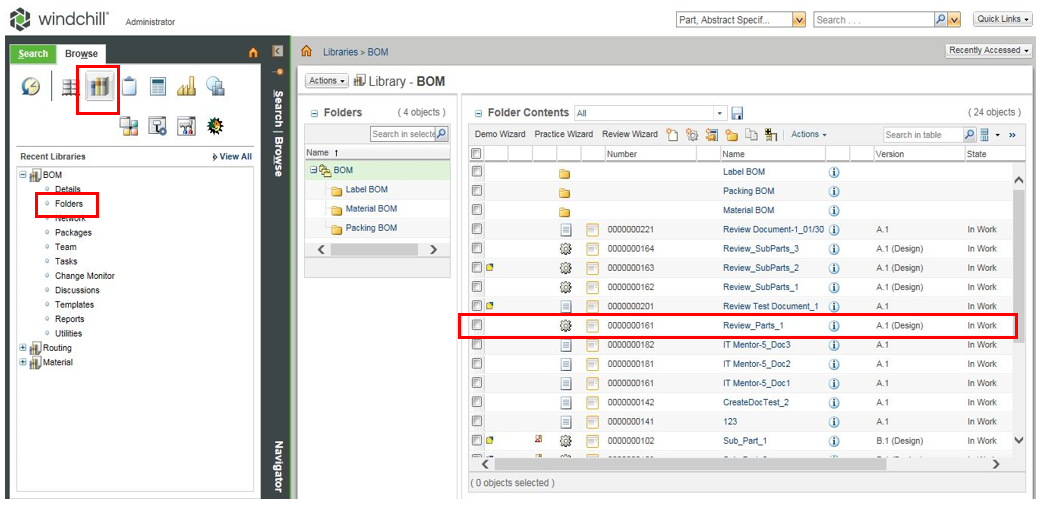 windchill® Administrator
Part, Abstract Specif... Search . . . Quick Links
Search Browse
Libraries > BOM
Recently Accessed
Actions Library - BOM
Search | Browse
Navigator
Recent Libraries View All
BOM
Details
Folders
Network
Packages
Team
Tasks
Change Monitor
Discussions
Templates
Reports
Utilities
Routing
Material
Folders ( 4 objects )
Search in selecte
Name
BOM
Label BOM
Material BOM
Packing BOM
Folder Contents All ( 24 objects )
Demo Wizard Practice Wizard Review Wizard Actions Search in table
Number Name Version State
Label BOM
Packing BOM
Material BOM
0000000221 Review Document-1_01/30 A.1 In Work
0000000164 Review_SubParts_3 A.1 (Design) In Work
0000000163 Review_SubParts_2 A.1 (Design) In Work
0000000162 Review_SubParts_1 A.1 (Design) In Work
0000000201 Review Test Document_1 A.1 In Work
0000000161 Review_Parts_1 A.1 (Design) In Work
0000000182 IT Mentor-5_Doc3 A.1 In Work
0000000181 IT Mentor-5_Doc2 A.1 In Work
0000000161 IT Mentor-5_Doc1 A.1 In Work
0000000142 CreateDocTest_2 A.1 In Work
0000000141 123 A.1 In Work
0000000102 Sub_Part_1 B.1 (Design) In Work
( 0 objects selected )